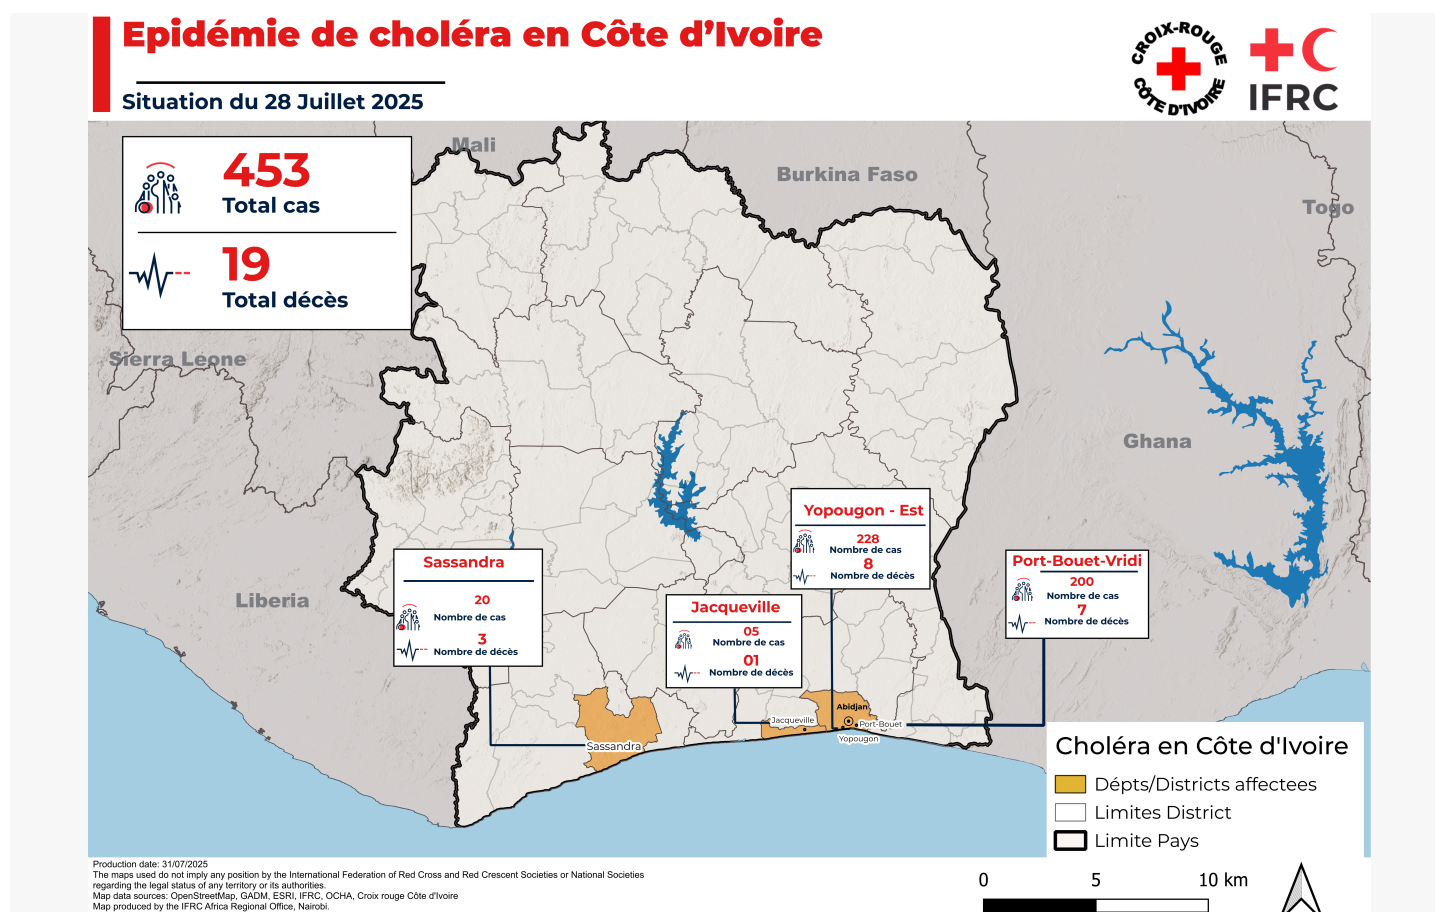 Epidémie de choléra en Côte d'Ivoire
Situation du 28 Juillet 2025
CROIX-ROUGE
CÔTE D'IVOIRE
IFRC
453
Total cas
19
Total décès
Mali
Burkina Faso
Togo
Sierra Leone
Ghana
Liberia
Yopougon - Est
228
Nombre de cas
8
Nombre de décès
Sassandra
20
Nombre de cas
3
Nombre de décès
Port-Bouet-Vridi
200
Nombre de cas
7
Nombre de décès
Jacqueville
05
Nombre de cas
01
Nombre de décès
Abidjan
Jacqueville
Port-Bouet
Yopougon
Sassandra
Choléra en Côte d'Ivoire
Dépts/Districts affectees
Limites District
Limite Pays
Production date: 31/07/2025
The maps used do not imply any position by the International Federation of Red Cross and Red Crescent Societies or National Societies
regarding the legal status of any territory or its authorities.
Map data sources: OpenStreetMap, GADM, ESRI, IFRC, OCHA, Croix rouge Côte d'Ivoire
Map produced by the IFRC Africa Regional Office, Nairobi.
0 5 10 km